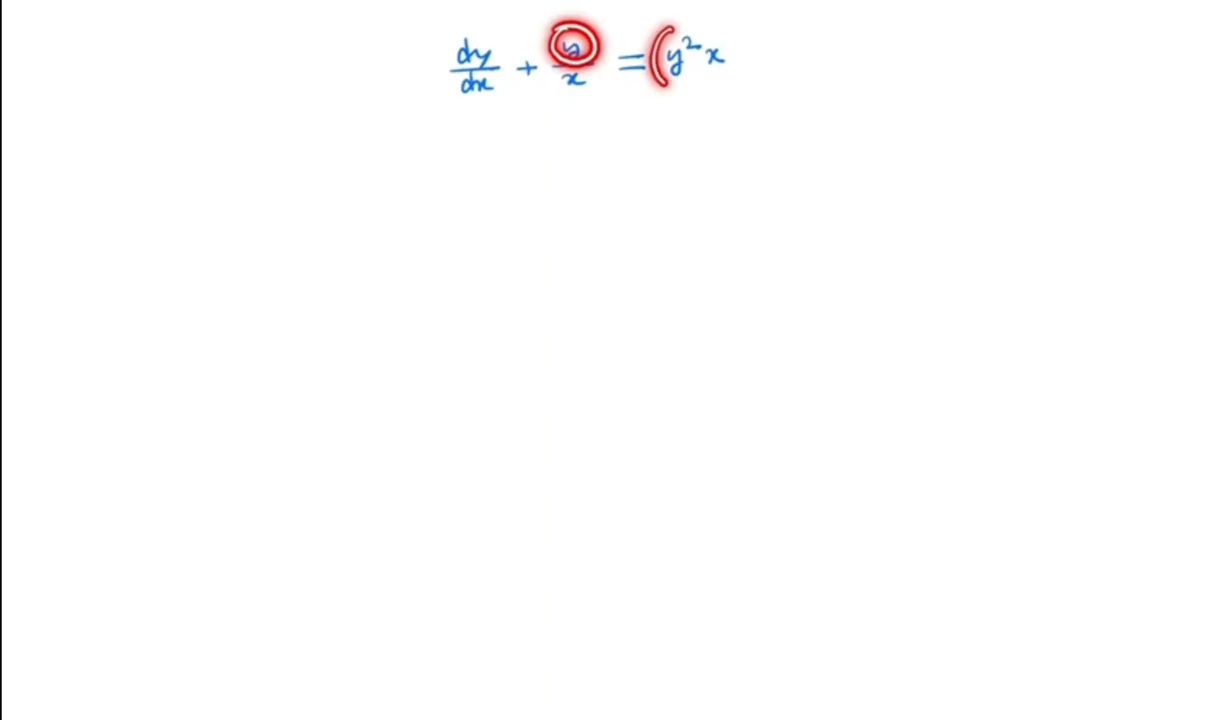 dy/dx + y/x = y²x